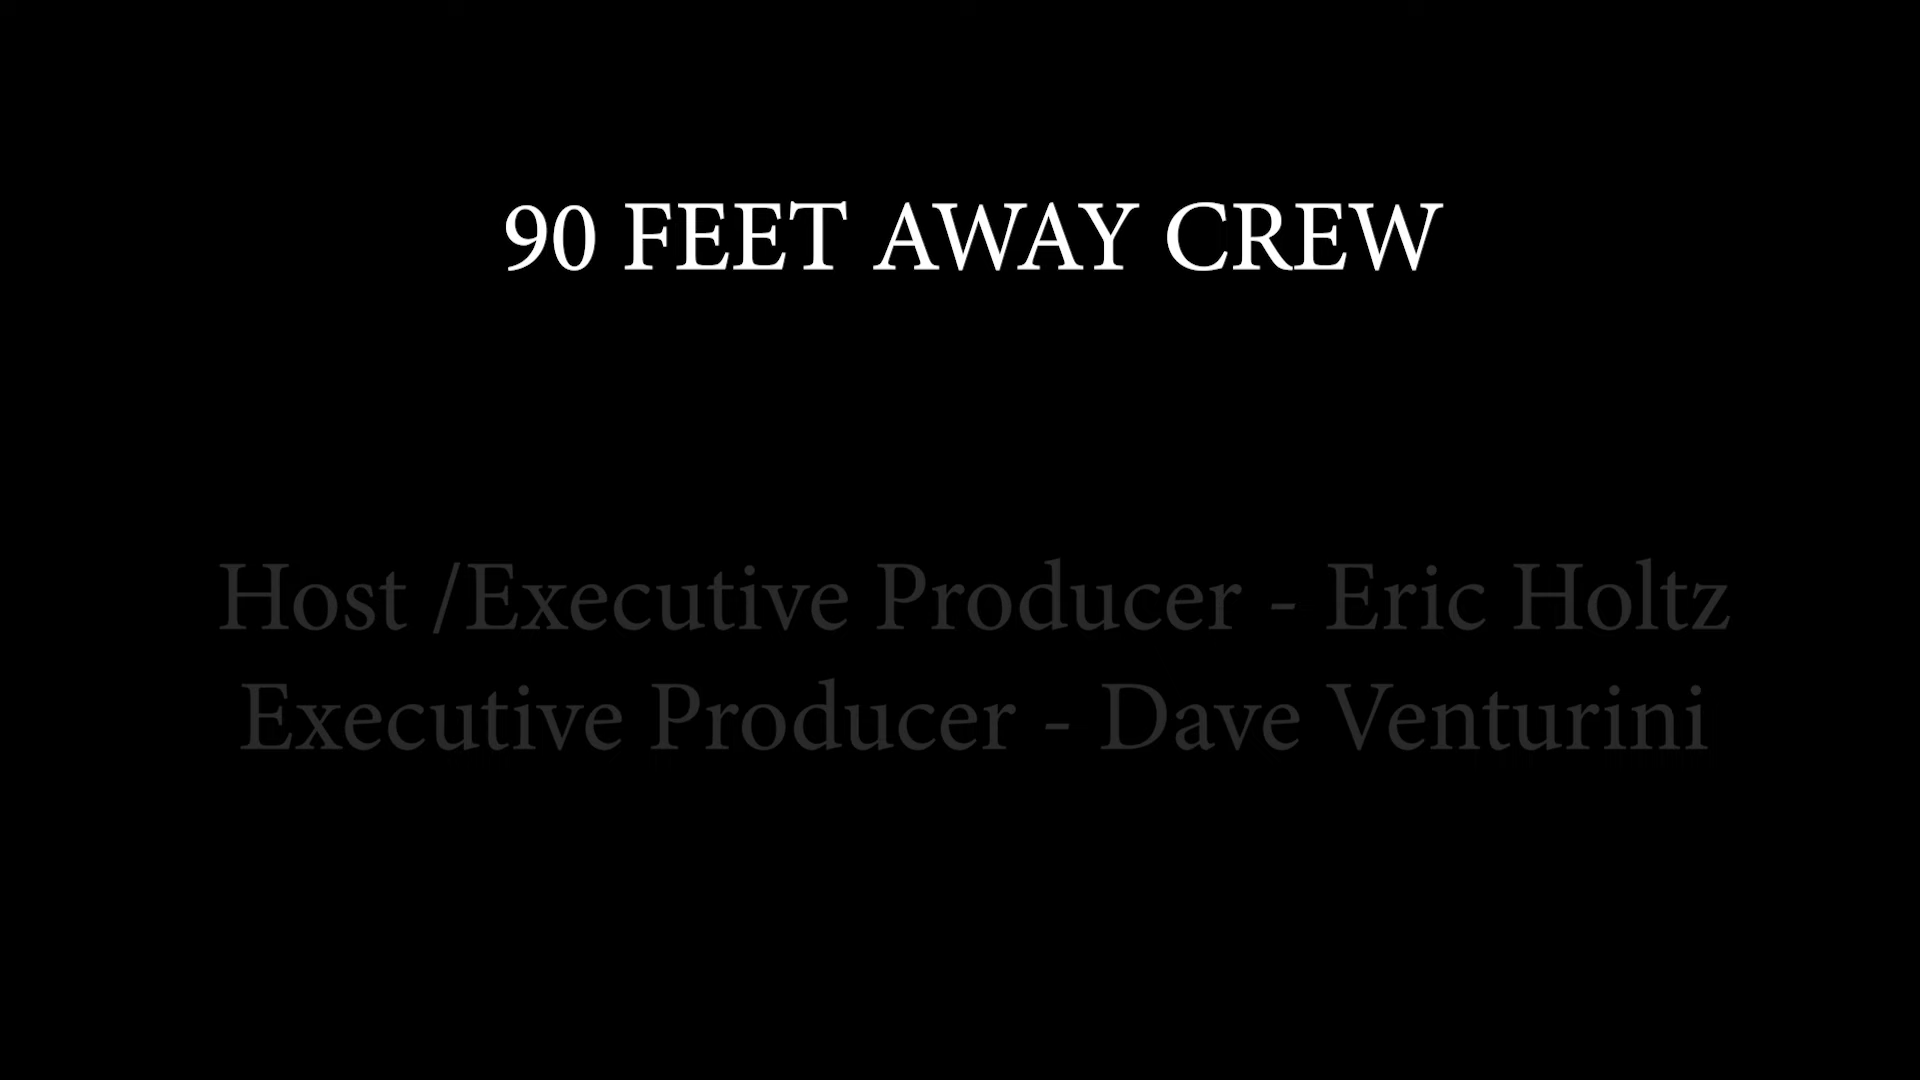 90 FEET AWAY CREW
Host /Executive Producer - Eric Holtz
Executive Producer - Dave Venturini